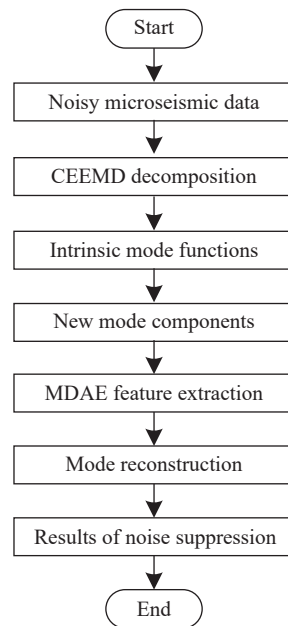 Start
Noisy microseismic data
CEEMD decomposition
Intrinsic mode functions
New mode components
MDAE feature extraction
Mode reconstruction
Results of noise suppression
End